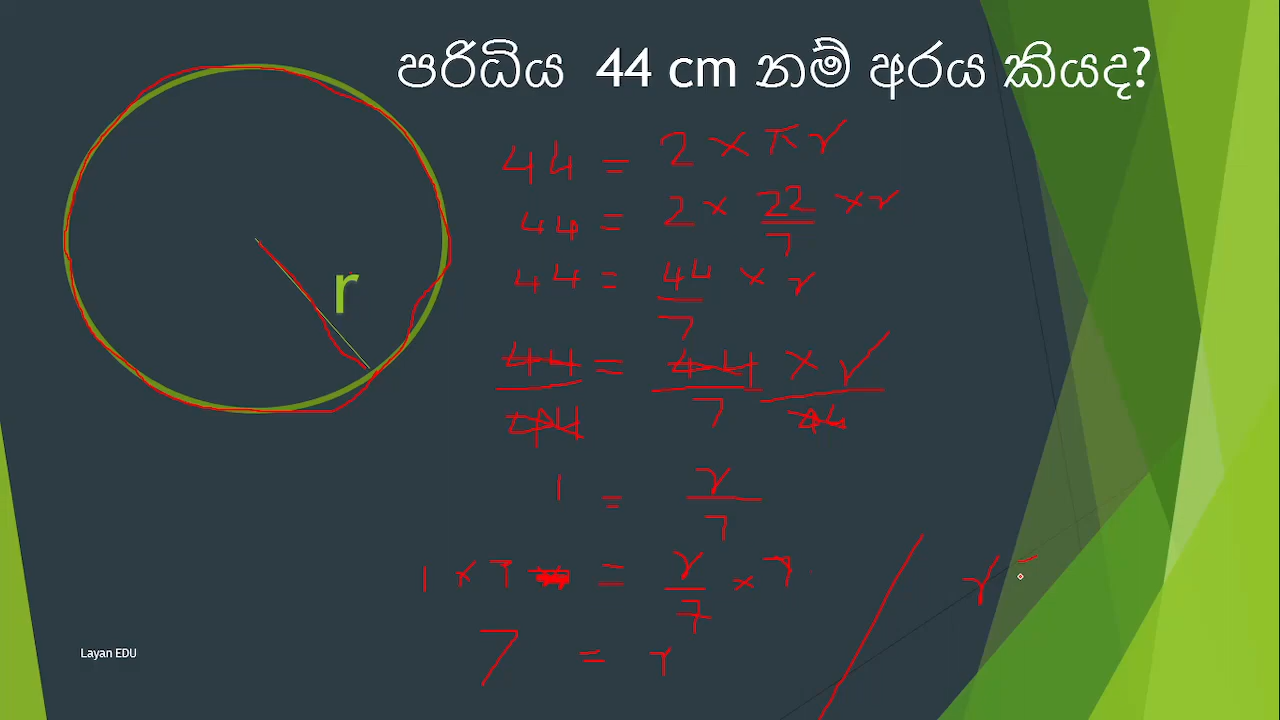 පරිධිය 44 cm නම් අරය කියද?
r
44 = 2 × πr
44 = 2 × 22/7 × r
44 = 44/7 × r
44/44 = 44/7 × r/44
1 = r/7
1 × 7 = r/7 × 7
7 = r
r =
Layan EDU